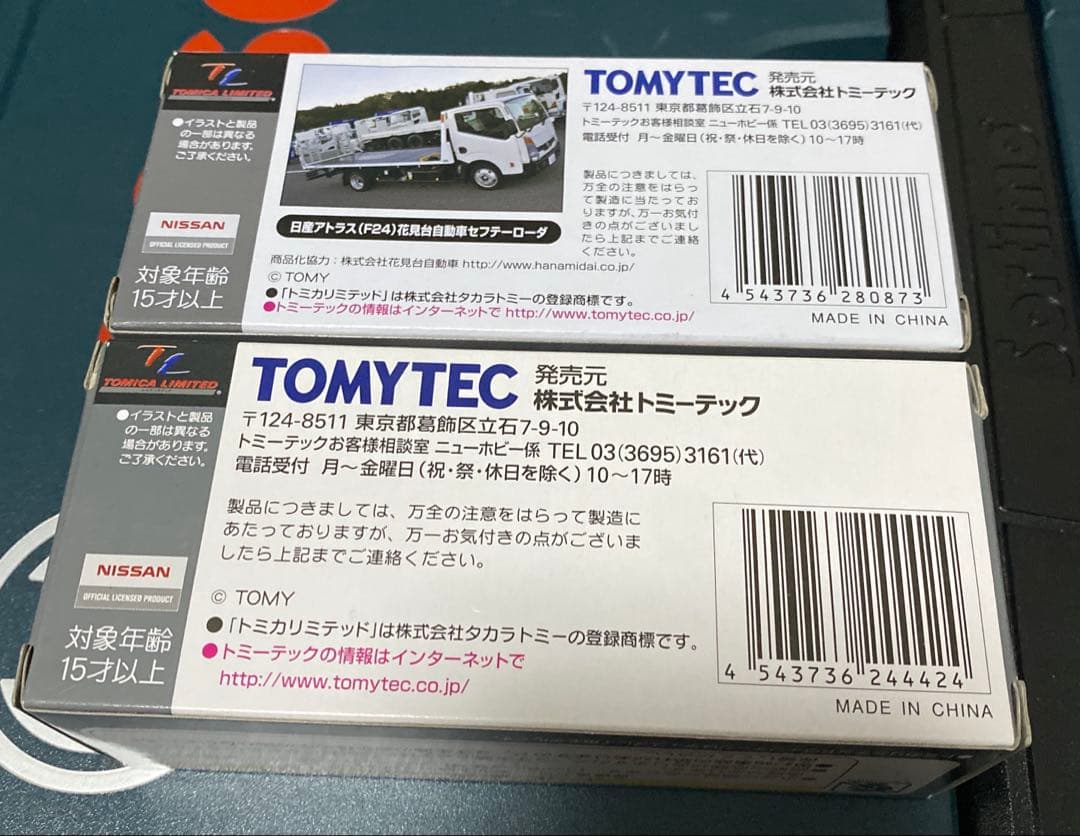 TOMICA LIMITED
●イラストと製品
の一部は異なる
場合があります。
ご了承ください。
NISSAN
OFFICIAL LICENSED PRODUCT
対象年齢
15才以上
日産アトラス(F24)花見台自動車セフテーローダ
商品化協力：株式会社花見台自動車 http://www.hanamidai.co.jp/
© TOMY
●「トミカリミテッド」は株式会社タカラトミーの登録商標です。
●トミーテックの情報はインターネットで http://www.tomytec.co.jp/
TOMYTEC 発売元
株式会社トミーテック
〒124-8511 東京都葛飾区立石7-9-10
トミーテックお客様相談室 ニューホビー係 TEL 03(3695)3161(代)
電話受付 月～金曜日(祝・祭・休日を除く)10～17時
製品につきましては、
万全の注意をはらっ
て製造に当たってお
りますが、万一お気付
きの点がございまし
たら上記までご連絡
ください。
4 543736 280873
MADE IN CHINA
TOMICA LIMITED
●イラストと製品
の一部は異なる
場合があります。
ご了承ください。
NISSAN
OFFICIAL LICENSED PRODUCT
対象年齢
15才以上
TOMYTEC 発売元
株式会社トミーテック
〒124-8511 東京都葛飾区立石7-9-10
トミーテックお客様相談室 ニューホビー係 TEL 03(3695)3161(代)
電話受付 月～金曜日(祝・祭・休日を除く)10～17時
製品につきましては、万全の注意をはらって製造に
あたっておりますが、万一お気付きの点がございま
したら上記までご連絡ください。
© TOMY
●「トミカリミテッド」は株式会社タカラトミーの登録商標です。
●トミーテックの情報はインターネットで
http://www.tomytec.co.jp/
4 543736 244424
MADE IN CHINA